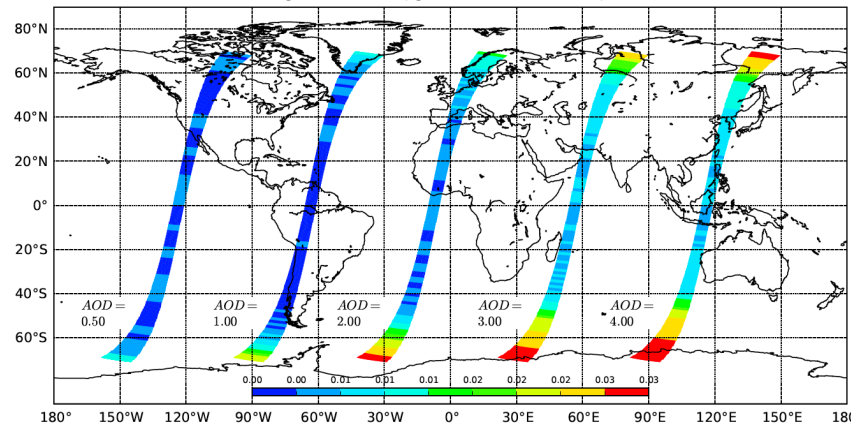 80°N
60°N
40°N
20°N
0°
20°S
40°S
60°S
AOD =
0.50
AOD =
1.00
AOD =
2.00
AOD =
3.00
AOD =
4.00
0.00 0.00 0.01 0.01 0.01 0.02 0.02 0.02 0.03 0.03
180° 150°W 120°W 90°W 60°W 30°W 0° 30°E 60°E 90°E 120°E 150°E 180